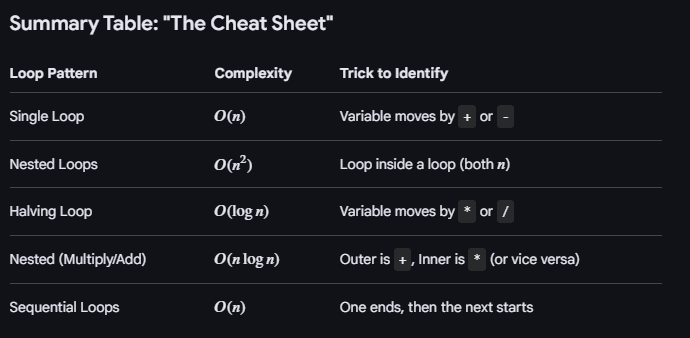 Summary Table: "The Cheat Sheet"
Loop Pattern Complexity Trick to Identify
Single Loop O(n) Variable moves by + or -
Nested Loops O(n²) Loop inside a loop (both n)
Halving Loop O(log n) Variable moves by * or /
Nested (Multiply/Add) O(n log n) Outer is +, Inner is * (or vice versa)
Sequential Loops O(n) One ends, then the next starts